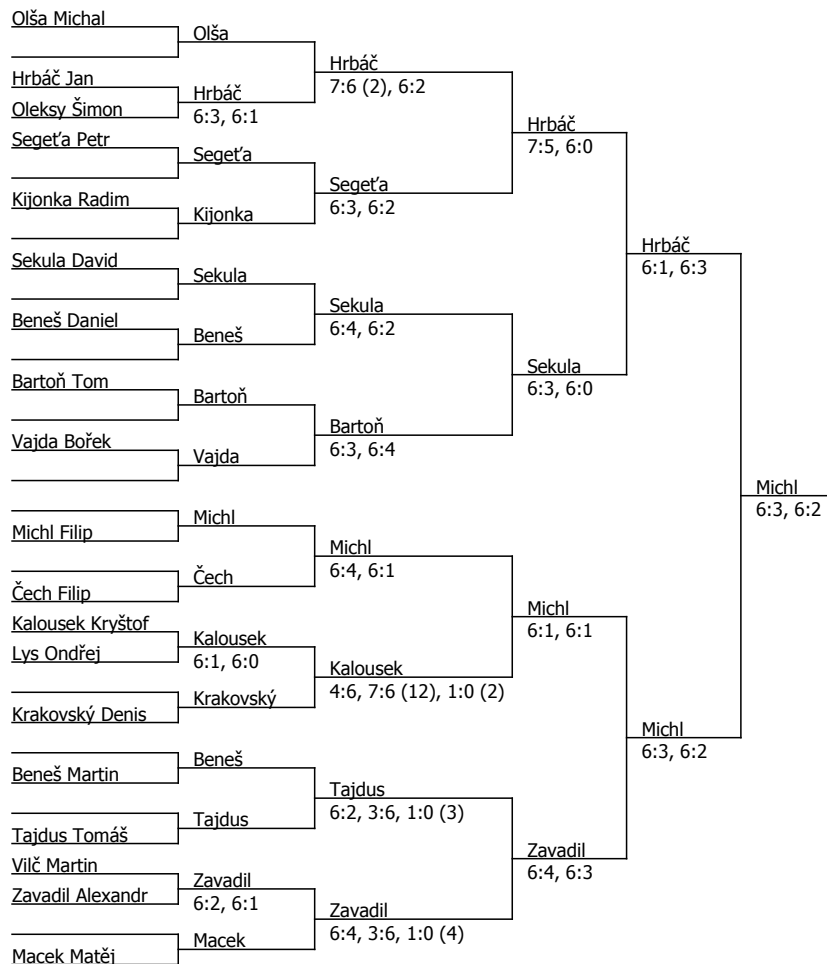 Olša Michal
Olša
Hrbáč
7:6 (2), 6:2
Hrbáč Jan
Hrbáč
6:3, 6:1
Oleksy Šimon
Hrbáč
7:5, 6:0
Segeťa Petr
Segeťa
Segeťa
6:3, 6:2
Kijonka Radim
Kijonka
Hrbáč
6:1, 6:3
Sekula David
Sekula
Sekula
6:4, 6:2
Beneš Daniel
Beneš
Sekula
6:3, 6:0
Bartoň Tom
Bartoň
Bartoň
6:3, 6:4
Vajda Bořek
Vajda
Michl
6:3, 6:2
Michl
Michl Filip
Michl
6:4, 6:1
Čech
Čech Filip
Michl
6:1, 6:1
Kalousek Kryštof
Kalousek
6:1, 6:0
Lys Ondřej
Kalousek
4:6, 7:6 (12), 1:0 (2)
Krakovský
Krakovský Denis
Michl
6:3, 6:2
Beneš
Beneš Martin
Tajdus
6:2, 3:6, 1:0 (3)
Tajdus
Tajdus Tomáš
Zavadil
6:4, 6:3
Vilč Martin
Zavadil
6:2, 6:1
Zavadil Alexandr
Zavadil
6:4, 3:6, 1:0 (4)
Macek
Macek Matěj